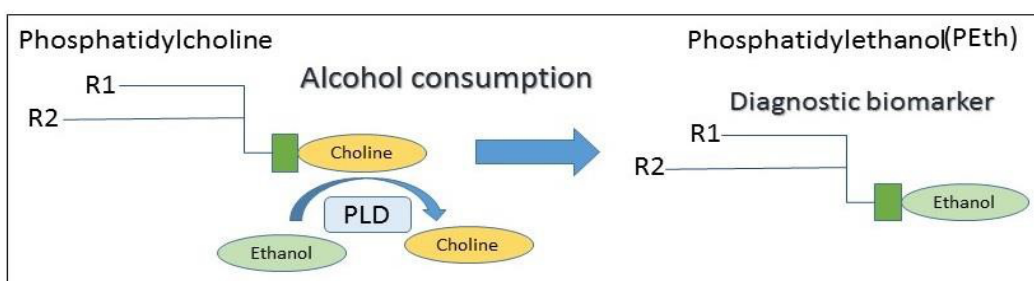 Phosphatidylcholine
Phosphatidylethanol(PEth)
Alcohol consumption
Diagnostic biomarker
R1
R2
Choline
R1
R2
PLD
Ethanol
Choline
Ethanol